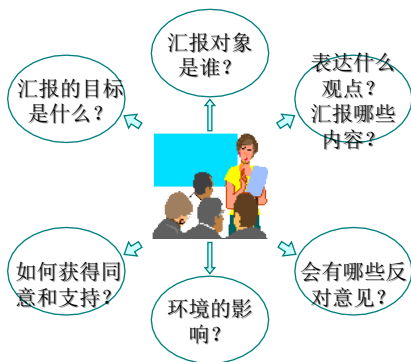 汇报对象
是谁？
汇报的目标
是什么？
表达什么
观点？
汇报哪些
内容？
如何获得同
意和支持？
环境的影
响？
会有哪些反
对意见？